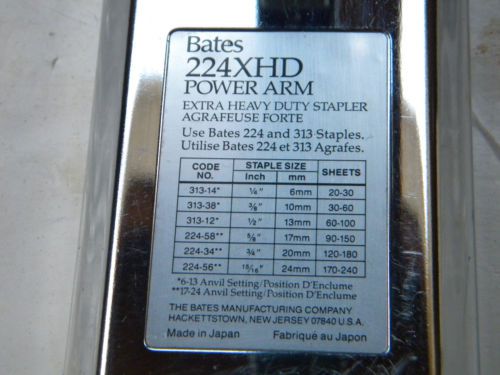 Bates
224XHD
POWER ARM
EXTRA HEAVY DUTY STAPLER
AGRAFEUSE FORTE
Use Bates 224 and 313 Staples.
Utilise Bates 224 et 313 Agrafes.
CODE NO. STAPLE SIZE Inch mm SHEETS
313-14* 1/4" 6mm 20-30
313-38* 3/8" 10mm 30-60
313-12* 1/2" 13mm 60-100
224-58** 5/8" 17mm 90-150
224-34** 3/4" 20mm 120-180
224-56** 15/16" 24mm 170-240
*6-13 Anvil Setting/Position D'Enclume
**17-24 Anvil Setting/Position D'Enclume
THE BATES MANUFACTURING COMPANY
HACKETTSTOWN, NEW JERSEY 07840 U.S.A.
Made in Japan Fabriqué au Japon